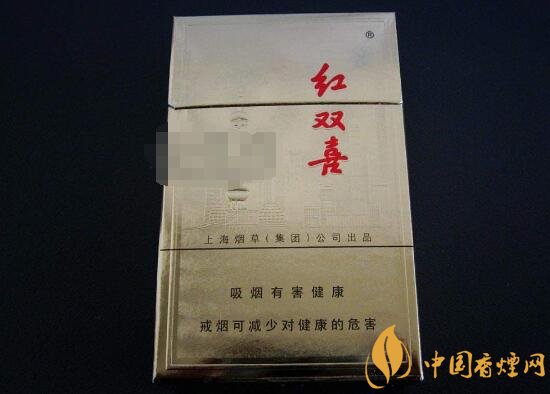 ®
红双喜
上海烟草(集团)公司出品
吸烟有害健康
戒烟可减少对健康的危害
中国香煙网